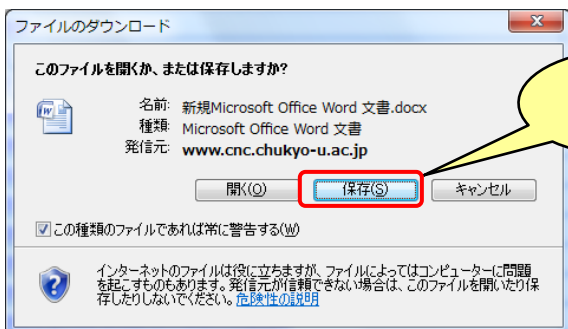 ファイルのダウンロード
このファイルを開くか、または保存しますか?
名前: 新規Microsoft Office Word 文書.docx
種類: Microsoft Office Word 文書
発信元: www.cnc.chukyo-u.ac.jp
開く(O) 保存(S) キャンセル
この種類のファイルであれば常に警告する(W)
インターネットのファイルは役に立ちますが、ファイルによってはコンピューターに問題
を起こすものもあります。発信元が信頼できない場合は、このファイルを開いたり保
存したりしないでください。危険性の説明